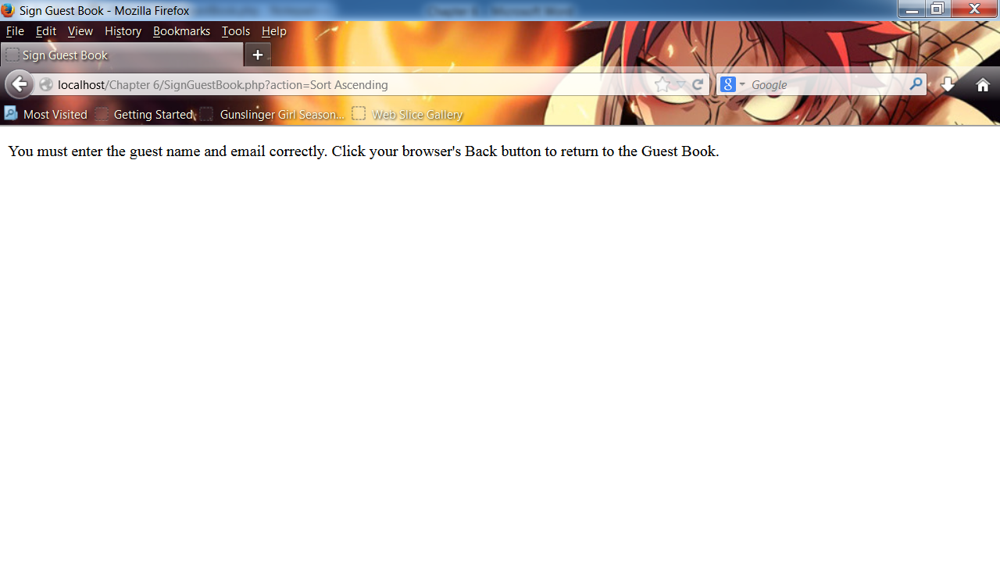 Sign Guest Book - Mozilla Firefox
File Edit View History Bookmarks Tools Help
Sign Guest Book
localhost/Chapter 6/SignGuestBook.php?action=Sort Ascending
Google
Most Visited Getting Started Gunslinger Girl Season... Web Slice Gallery
You must enter the guest name and email correctly. Click your browser's Back button to return to the Guest Book.